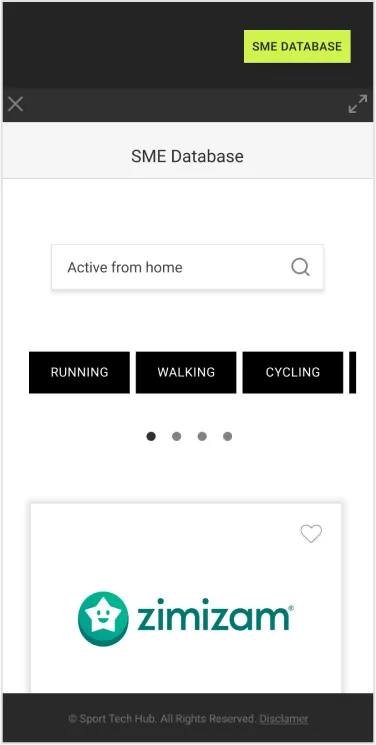 SME DATABASE
SME Database
Active from home
RUNNING WALKING CYCLING
zimizam®
© Sport Tech Hub. All Rights Reserved. Disclamer